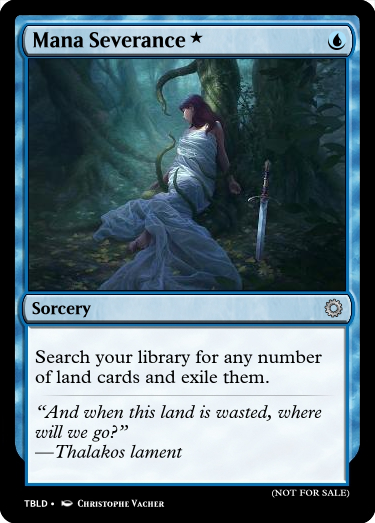 Mana Severance ★
Sorcery
Search your library for any number
of land cards and exile them.
“And when this land is wasted, where
will we go?”
—Thalakos lament
(NOT FOR SALE)
TBLD • Christophe Vacher